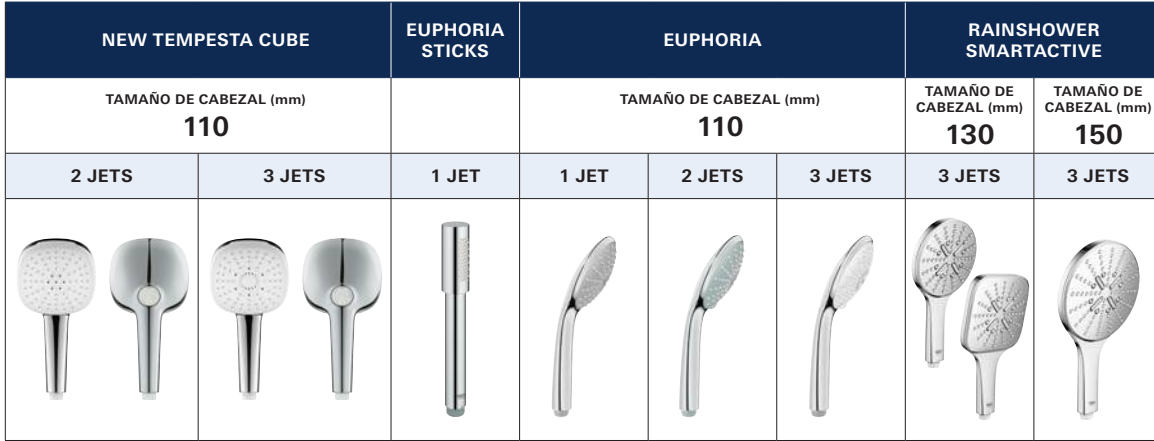 NEW TEMPESTA CUBE
EUPHORIA
STICKS
EUPHORIA
RAINSHOWER
SMARTACTIVE
TAMAÑO DE CABEZAL (mm)
110
TAMAÑO DE CABEZAL (mm)
110
TAMAÑO DE
CABEZAL (mm)
130
TAMAÑO DE
CABEZAL (mm)
150
2 JETS
3 JETS
1 JET
1 JET
2 JETS
3 JETS
3 JETS
3 JETS